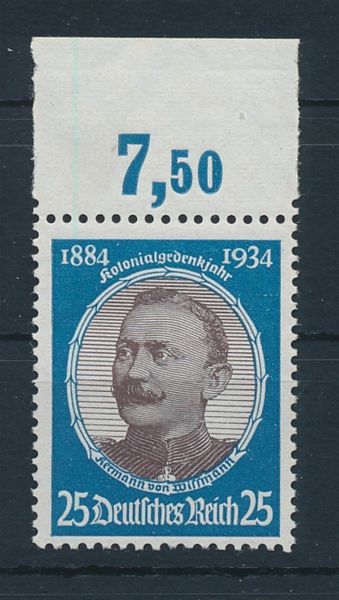 7,50
1884 1934
Kolonialgedenkjahr
Hermann von Wissmann
25 Deutsches Reich 25